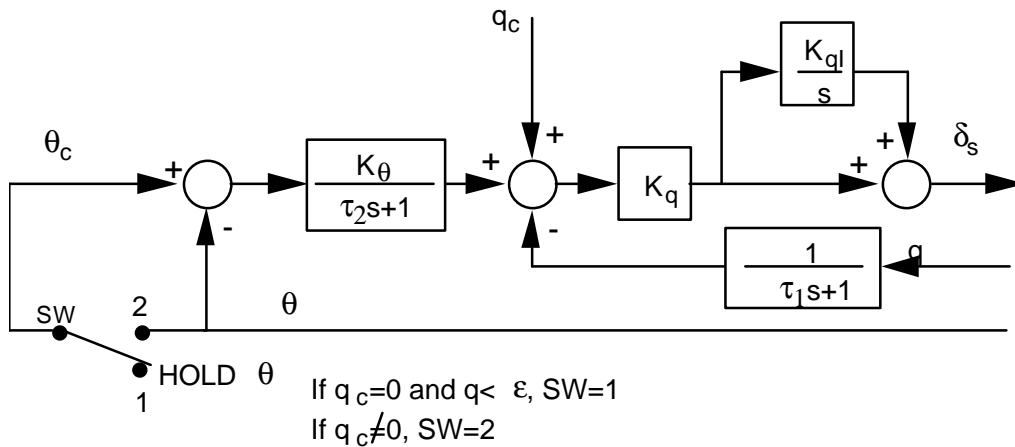 q_c
K_qI
s
θ_c
+
+
+
+
+
δ_s
K_θ
τ_2s+1
K_q
-
-
1
τ_1s+1
q
SW
2
θ
HOLD θ
1
If q_c=0 and q< ε, SW=1
If q_c≠0, SW=2